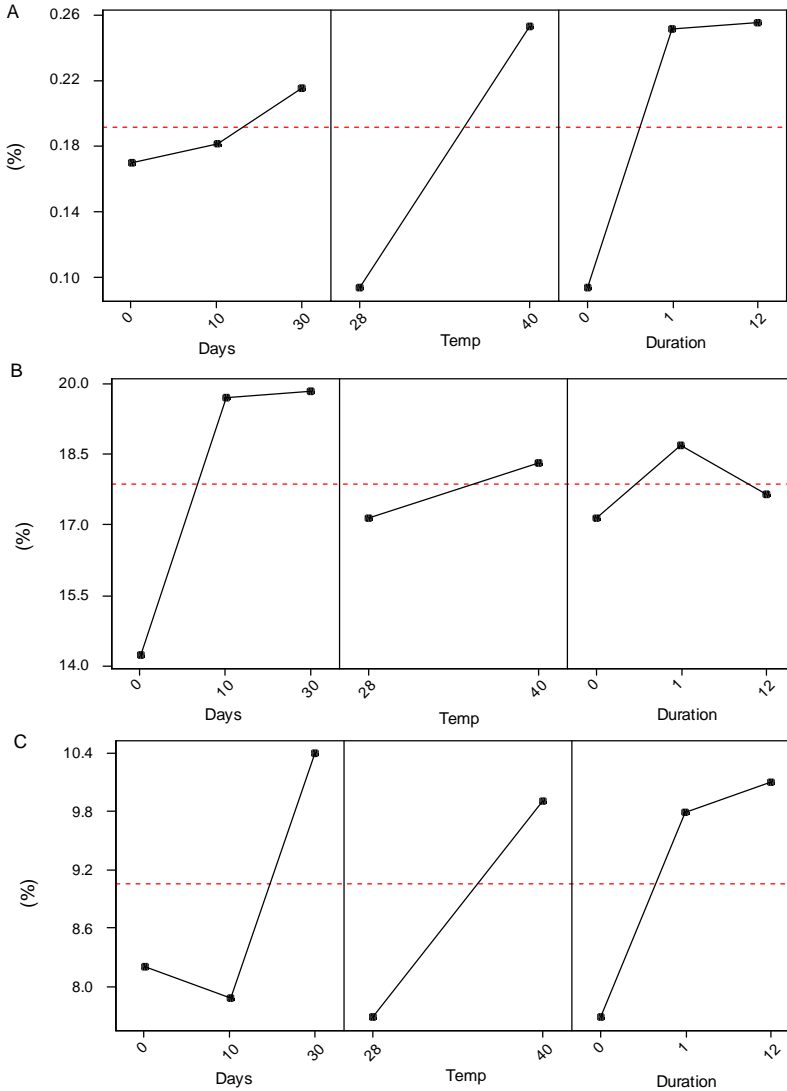 A
(%)
0.26
0.22
0.18
0.14
0.10
0 10 30 28 40 0 1 12
Days Temp Duration
B
(%)
20.0
18.5
17.0
15.5
14.0
0 10 30 28 40 0 1 12
Days Temp Duration
C
(%)
10.4
9.8
9.2
8.6
8.0
0 10 30 28 40 0 1 12
Days Temp Duration